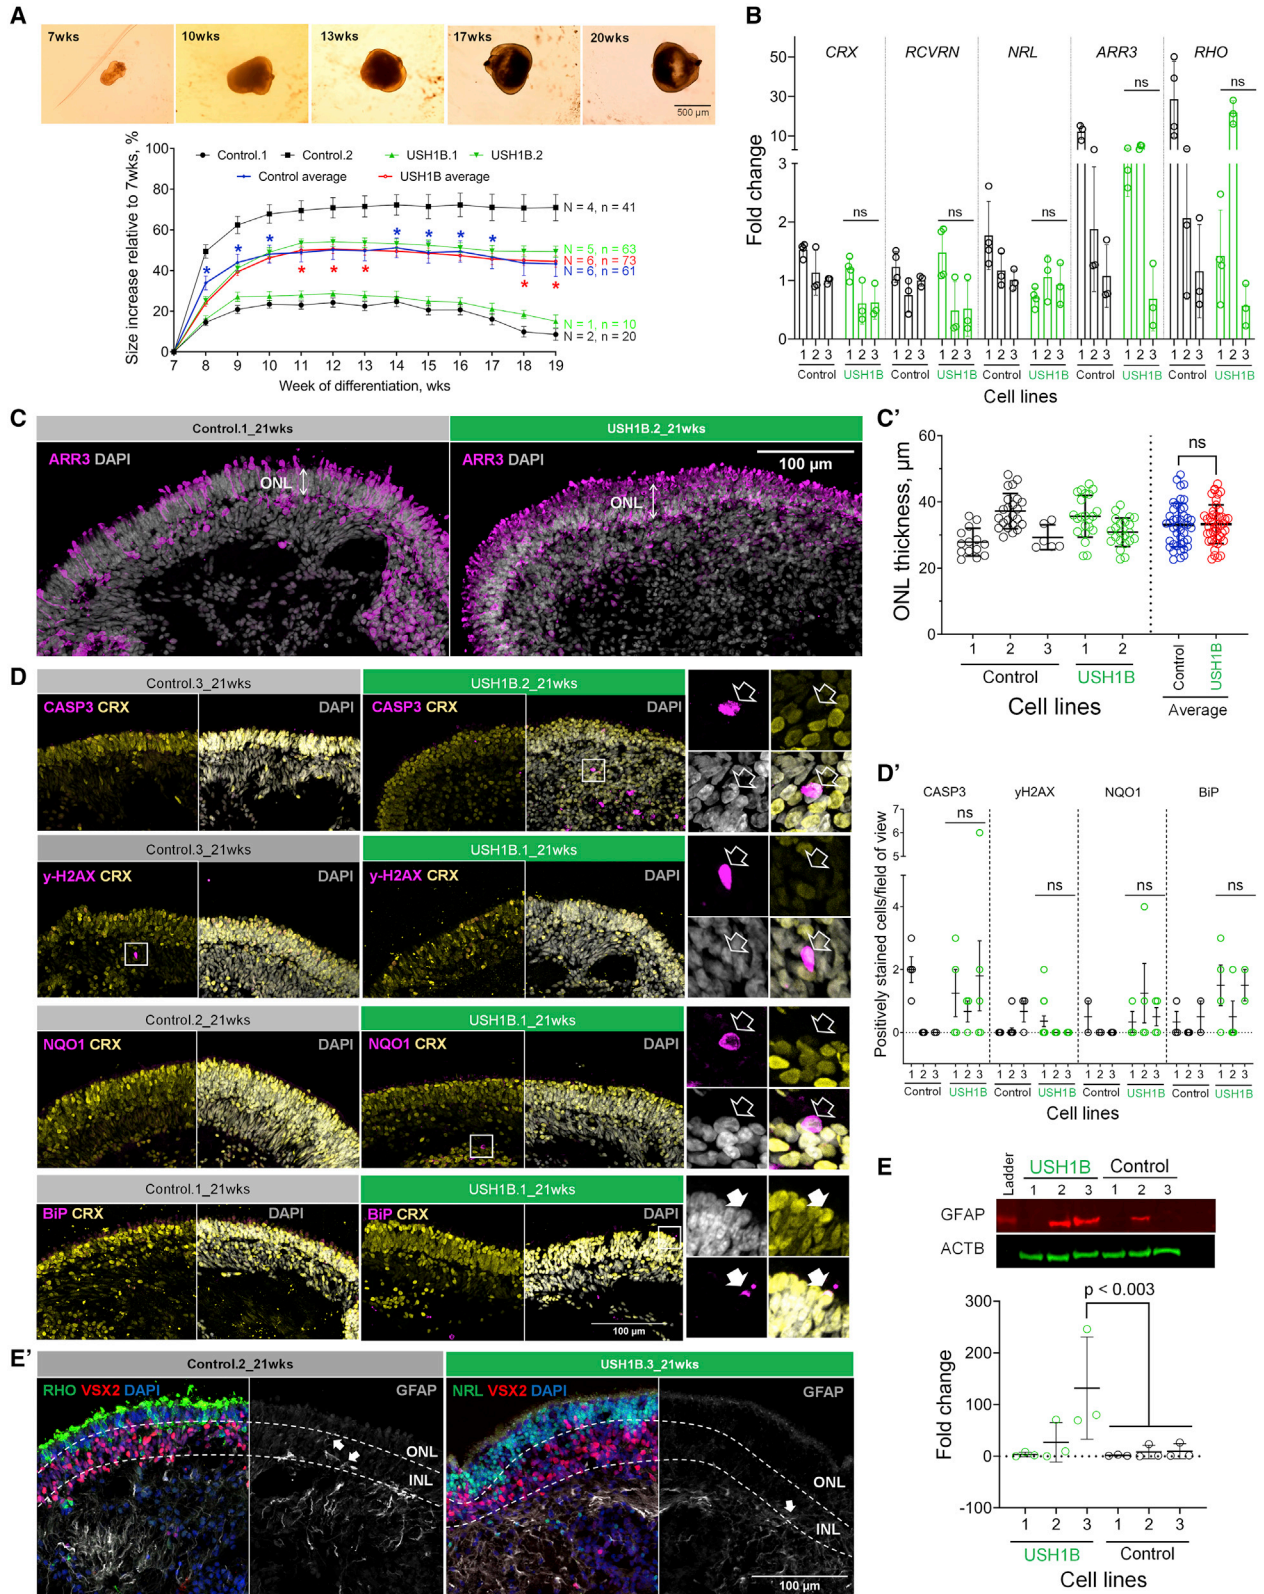 A
7wks
10wks
13wks
17wks
20wks
500 µm
Size increase relative to 7wks, %
100
80
60
40
20
0
Control.1
Control.2
USH1B.1
USH1B.2
Control average
USH1B average
* * * * * * *
* * * * *
N = 4, n = 41
N = 5, n = 63
N = 6, n = 73
N = 6, n = 61
N = 1, n = 10
N = 2, n = 20
7 8 9 10 11 12 13 14 15 16 17 18 19
Week of differentiation, wks
B
CRX RCVRN NRL ARR3 RHO
Fold change
50
30
10
3
2
1
0
ns ns ns ns ns
1 2 3 1 2 3 1 2 3 1 2 3 1 2 3 1 2 3 1 2 3 1 2 3 1 2 3 1 2 3
Control USH1B Control USH1B Control USH1B Control USH1B Control USH1B
Cell lines
C
Control.1_21wks
USH1B.2_21wks
ARR3 DAPI
ONL
ARR3 DAPI
ONL
100 µm
C'
ONL thickness, µm
60
40
20
0
ns
1 2 3 1 2
Control USH1B
Cell lines
Control
USH1B
Average
D
Control.3_21wks
USH1B.2_21wks
CASP3 CRX
DAPI
CASP3 CRX
DAPI
Control.3_21wks
USH1B.1_21wks
y-H2AX CRX
DAPI
y-H2AX CRX
DAPI
Control.2_21wks
USH1B.1_21wks
NQO1 CRX
DAPI
NQO1 CRX
DAPI
Control.1_21wks
USH1B.1_21wks
BiP CRX
DAPI
BiP CRX
DAPI
100 µm
D'
CASP3 yH2AX NQO1 BiP
Positively stained cells/field of view
7
6
5
4
2
0
ns ns ns ns
1 2 3 1 2 3 1 2 3 1 2 3 1 2 3 1 2 3 1 2 3 1 2 3
Control USH1B Control USH1B Control USH1B Control USH1B
Cell lines
E
Ladder
USH1B Control
1 2 3 1 2 3
GFAP
ACTB
p < 0.003
Fold change
300
200
100
0
-100
1 2 3 1 2 3
USH1B Control
Cell lines
E'
Control.2_21wks
USH1B.3_21wks
RHO VSX2 DAPI
GFAP
ONL
INL
NRL VSX2 DAPI
GFAP
ONL
INL
100 µm